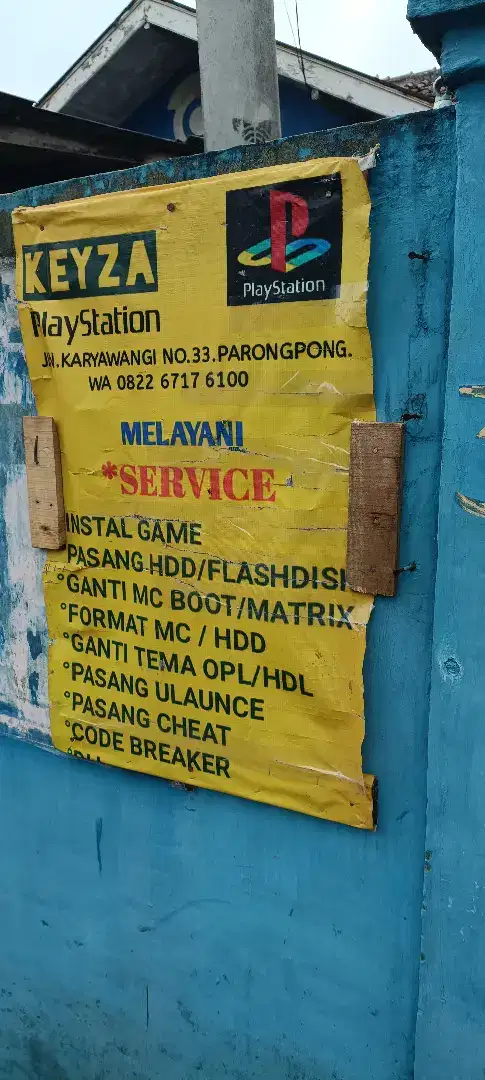 KEYZA
PlayStation
PlayStation
JN.KARYAWANGI NO.33.PARONGPONG.
WA 0822 6717 6100
MELAYANI
*SERVICE
INSTAL GAME
PASANG.HDD/FLASHDISK
°GANTI MC BOOT/MATRIX
°FORMAT MC / HDD
°GANTI TEMA OPL/HDL
°PASANG ULAUNCE
°PASANG CHEAT
°CODE BREAKER